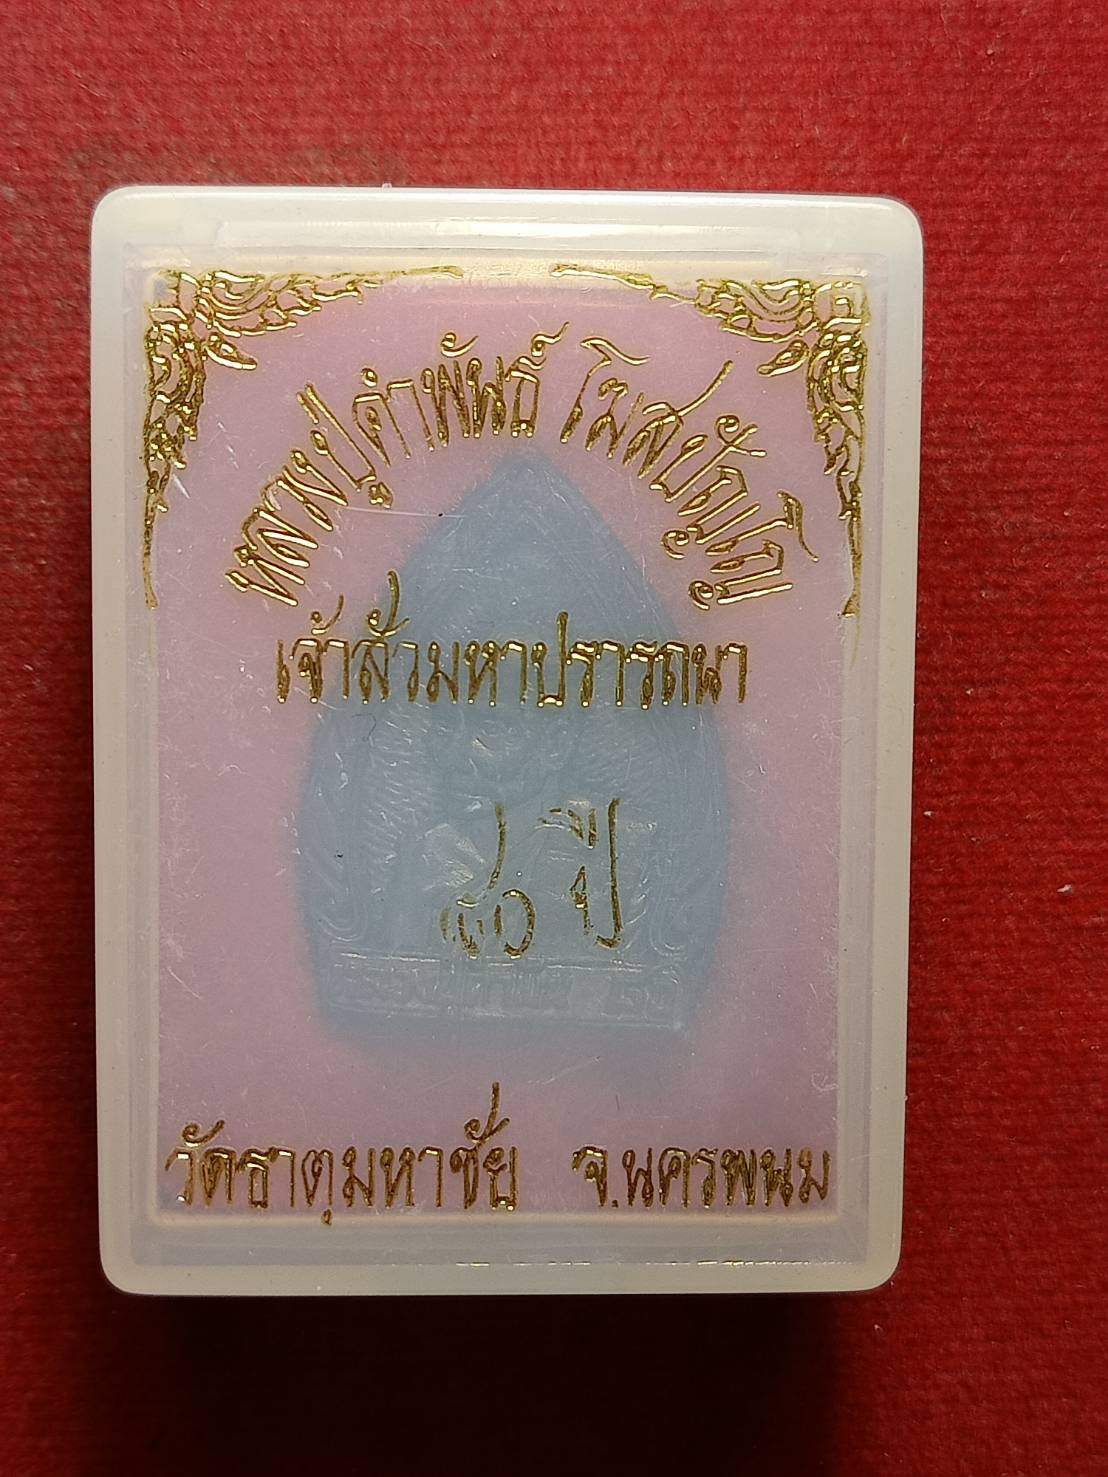 หลวงปู่คำพันธ์ โฆสปัญโญ
เจ้าสัวมหาปรารถนา
๘๐ ปี
วัดธาตุมหาชัย จ.นครพนม